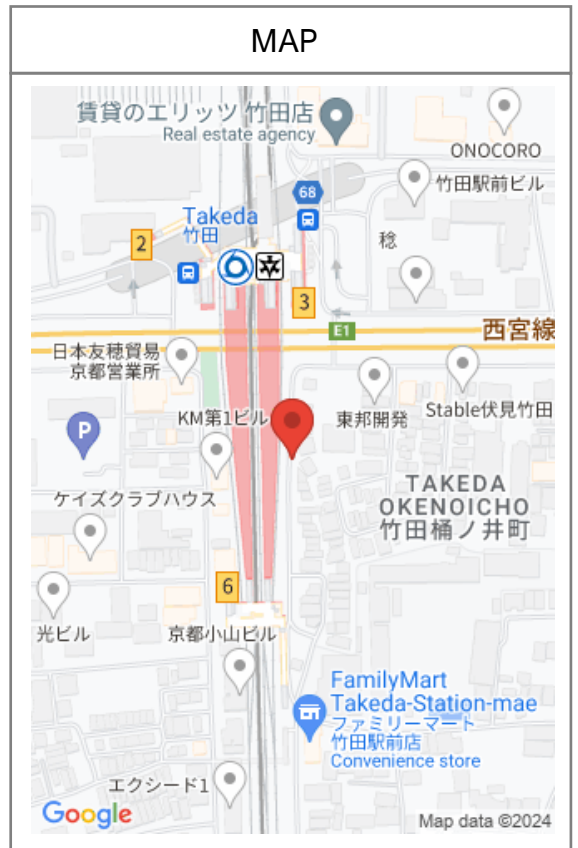 MAP
賃貸のエリッツ 竹田店
Real estate agency
ONOCORO
68
竹田駅前ビル
Takeda
竹田
2
稔
3
E1
西宮線
日本友穂貿易
京都営業所
KM第1ビル
東邦開発
Stable伏見竹田
P
TAKEDA
OKENOICHO
竹田桶ノ井町
ケイズクラブハウス
6
光ビル
京都小山ビル
FamilyMart
Takeda-Station-mae
ファミリーマート
竹田駅前店
Convenience store
エクシード1
Google
Map data ©2024